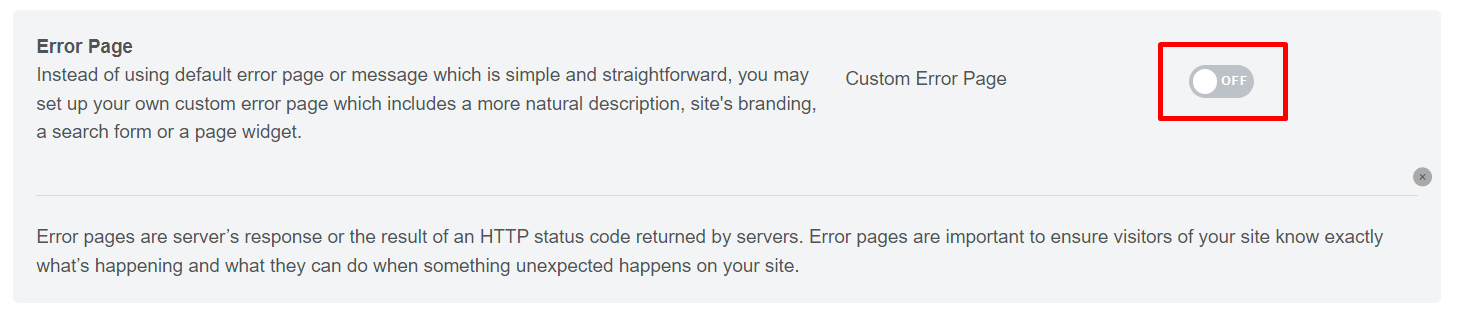 Error Page
Instead of using default error page or message which is simple and straightforward, you may
set up your own custom error page which includes a more natural description, site's branding,
a search form or a page widget.
Custom Error Page
OFF
Error pages are server’s response or the result of an HTTP status code returned by servers. Error pages are important to ensure visitors of your site know exactly
what’s happening and what they can do when something unexpected happens on your site.